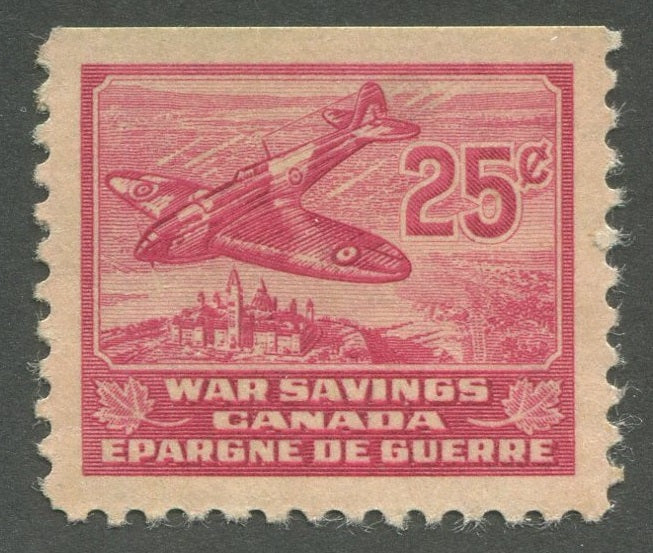 25¢
WAR SAVINGS
CANADA
EPARGNE DE GUERRE